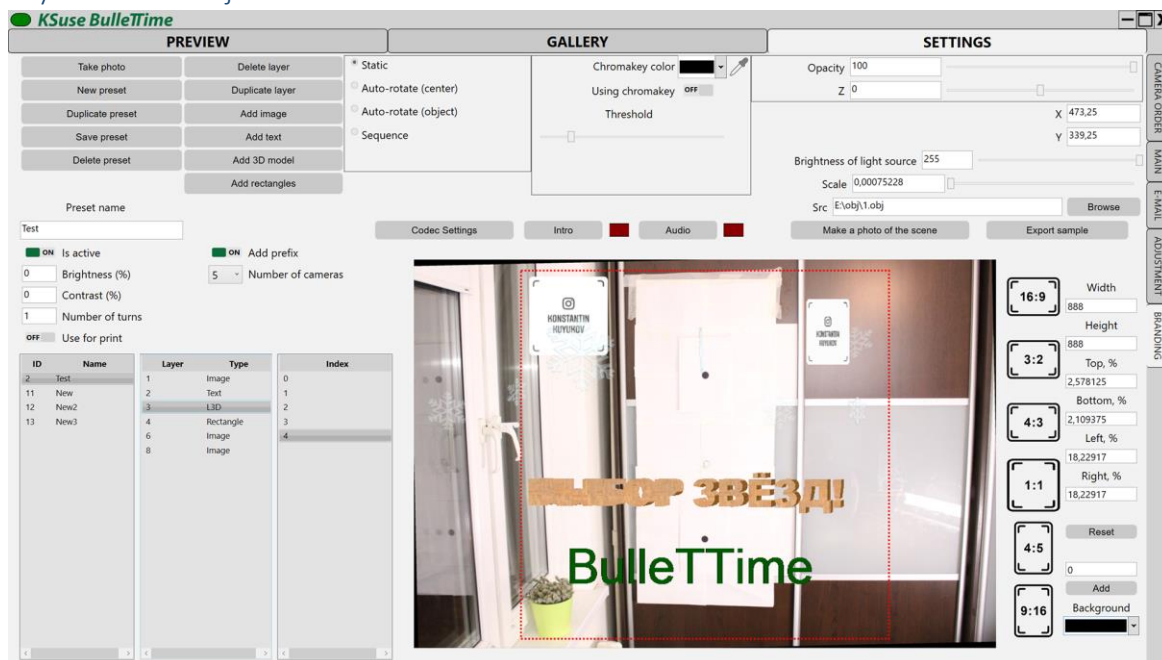 KSuse BulleTTime
PREVIEW
GALLERY
SETTINGS
Take photo
Delete layer
New preset
Duplicate layer
Duplicate preset
Add image
Save preset
Add text
Delete preset
Add 3D model
Add rectangles
Static
Auto-rotate (center)
Auto-rotate (object)
Sequence
Chromakey color
Using chromakey OFF
Threshold
Opacity 100
Z 0
X 473,25
Y 339,25
Brightness of light source 255
Scale 0,00075228
Src E:\obj\1.obj Browse
Preset name
Test
Codec Settings
Intro
Audio
Make a photo of the scene
Export sample
ON Is active
ON Add prefix
0 Brightness (%)
5 Number of cameras
0 Contrast (%)
1 Number of turns
OFF Use for print
ID Name
2 Test
11 New
12 New2
13 New3
Layer Type
1 Image
2 Text
3 L3D
4 Rectangle
6 Image
8 Image
Index
0
1
2
3
4
KONSTANTIN
HUYUKOV
KONSTANTIN
HUYUKOV
ВЫБОР ЗВЁЗД!
BulleTTime
16:9
3:2
4:3
1:1
4:5
9:16
Width
888
Height
888
Top, %
2,578125
Bottom, %
2,109375
Left, %
18,22917
Right, %
18,22917
Reset
0
Add
Background
CAMERA ORDER
MAIN
E-MAIL
ADJUSTMENT
BRANDING